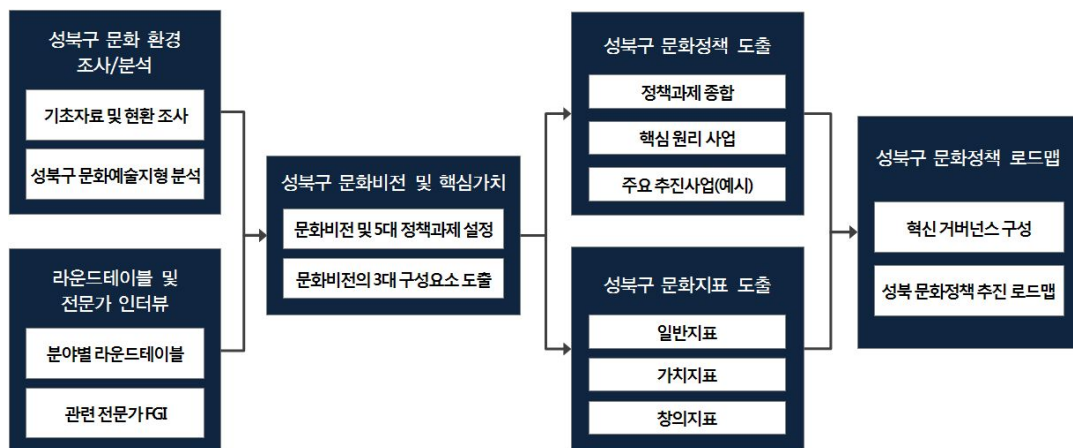 성북구 문화 환경
조사/분석
기초자료 및 현환 조사
성북구 문화예술지형 분석
라운드테이블 및
전문가 인터뷰
분야별 라운드테이블
관련 전문가 FGI
성북구 문화비전 및 핵심가치
문화비전 및 5대 정책과제 설정
문화비전의 3대 구성요소 도출
성북구 문화정책 도출
정책과제 종합
핵심 원리 사업
주요 추진사업(예시)
성북구 문화지표 도출
일반지표
가치지표
창의지표
성북구 문화정책 로드맵
혁신 거버넌스 구성
성북 문화정책 추진 로드맵